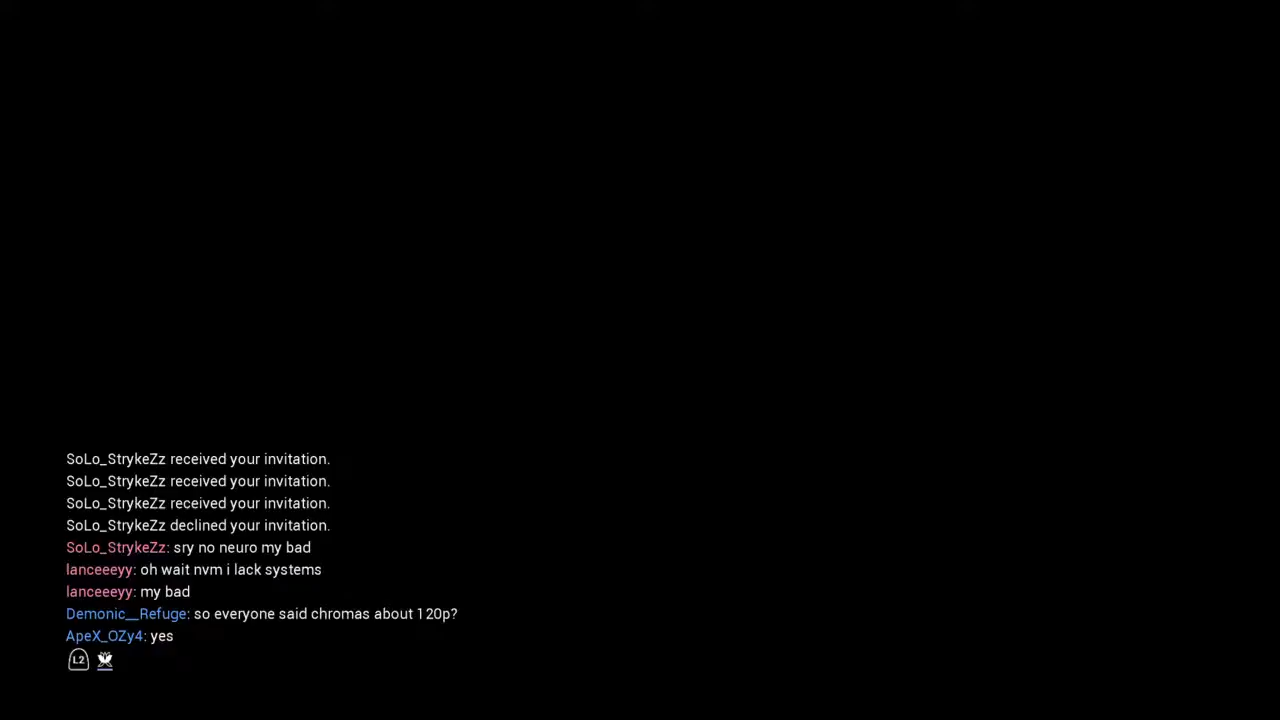 SoLo_StrykeZz received your invitation.
SoLo_StrykeZz received your invitation.
SoLo_StrykeZz received your invitation.
SoLo_StrykeZz declined your invitation.
SoLo_StrykeZz: sry no neuro my bad
lanceeeyy: oh wait nvm i lack systems
lanceeeyy: my bad
Demonic__Refuge: so everyone said chromas about 120p?
ApeX_OZy4: yes
L2